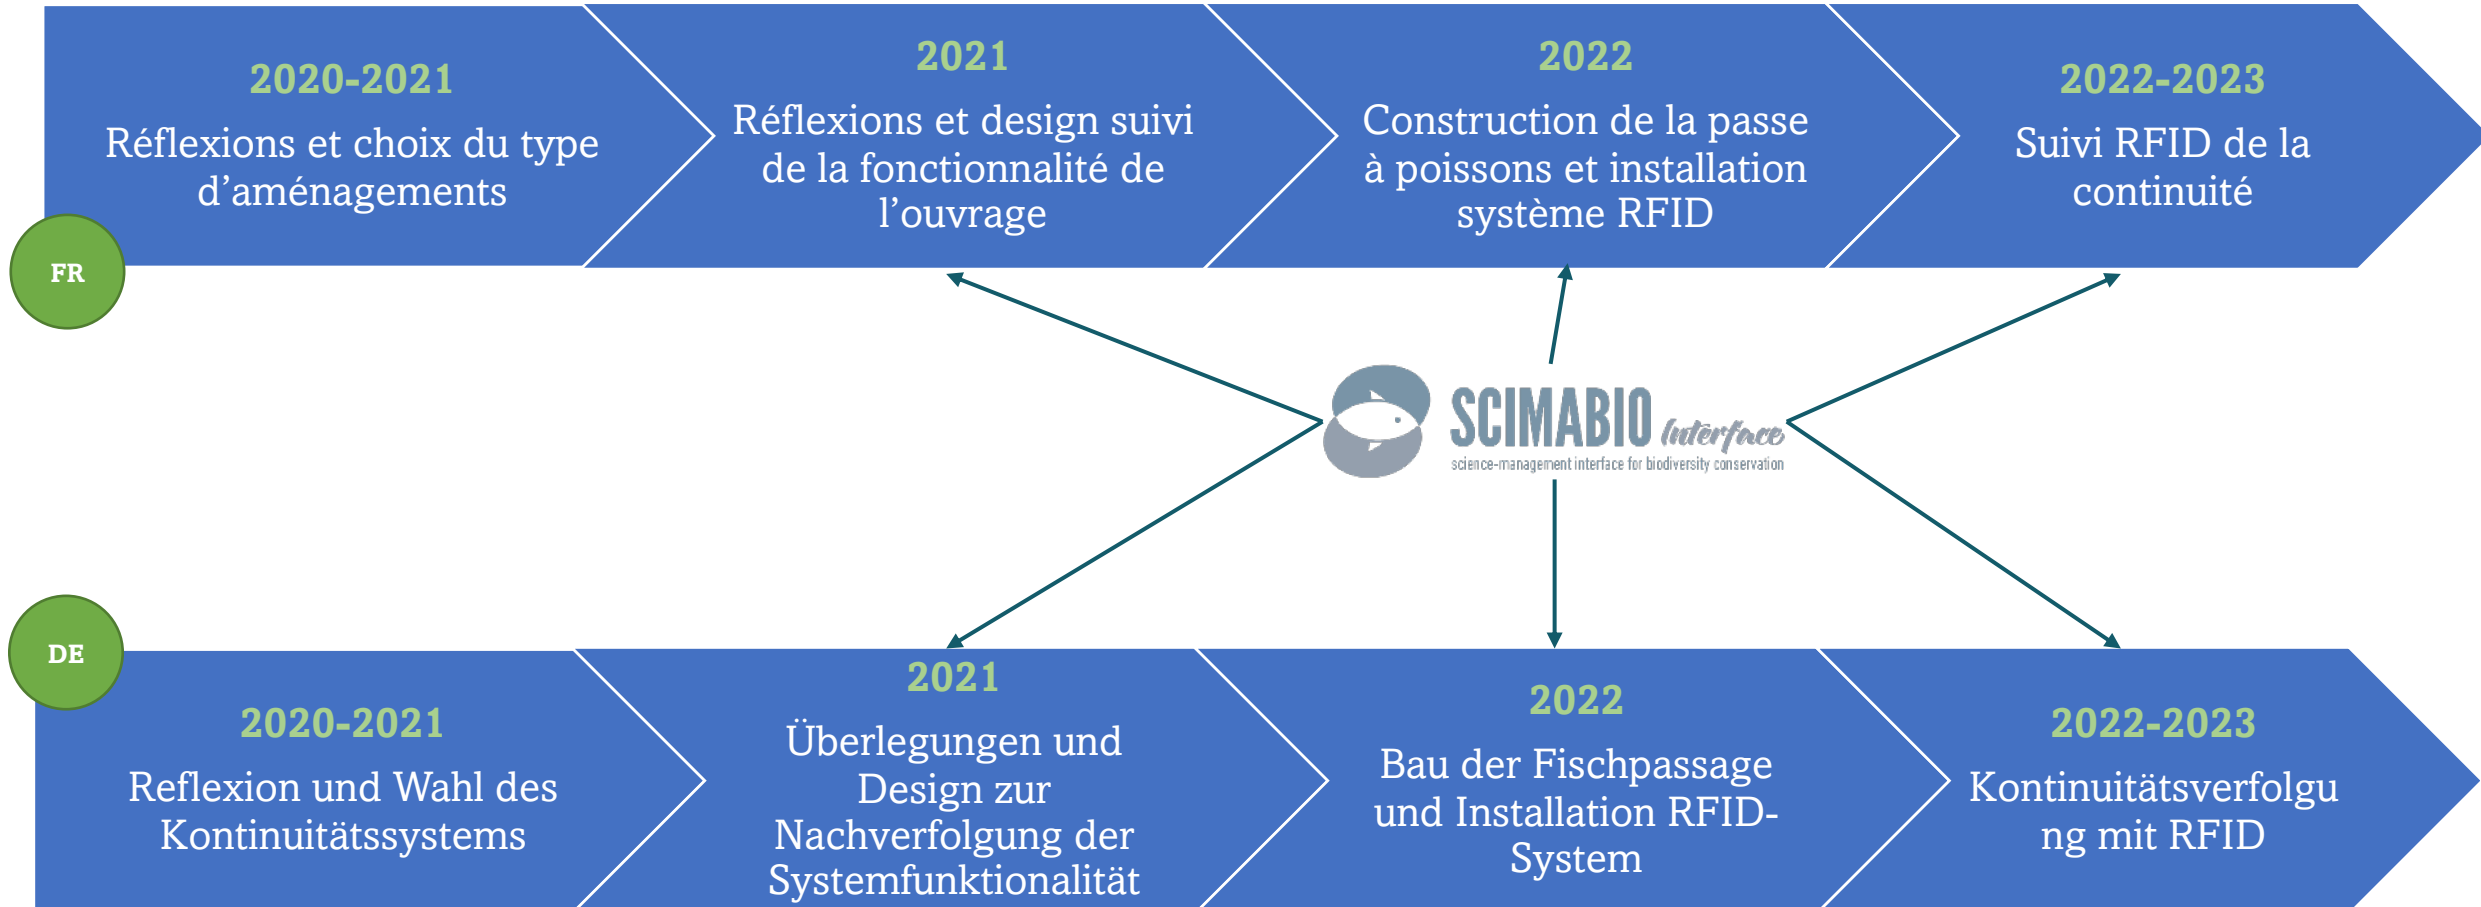 2020-2021
Réflexions et choix du type
d’aménagements
2021
Réflexions et design suivi
de la fonctionnalité de
l’ouvrage
2022
Construction de la passe
à poissons et installation
système RFID
2022-2023
Suivi RFID de la
continuité
FR
SCIMABIO Interface
science-management interface for biodiversity conservation
DE
2020-2021
Reflexion und Wahl des
Kontinuitätssystems
2021
Überlegungen und
Design zur
Nachverfolgung der
Systemfunktionalität
2022
Bau der Fischpassage
und Installation RFID-
System
2022-2023
Kontinuitätsverfolgu
ng mit RFID